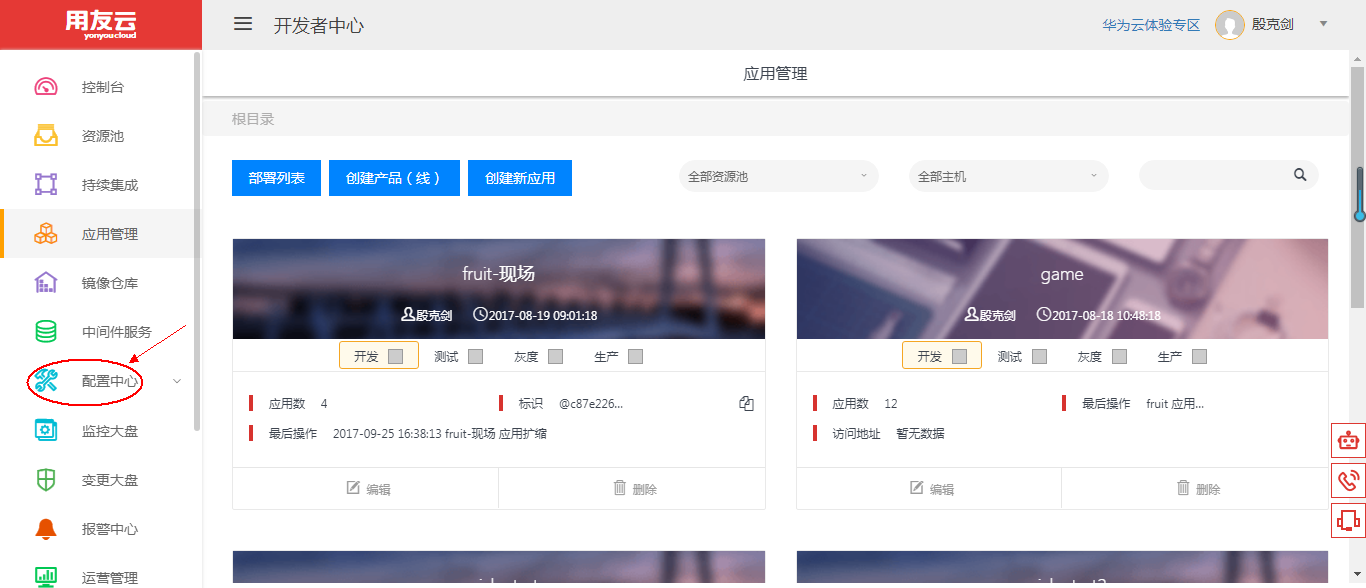 用友云
yonyoucloud
开发者中心
华为云体验专区
殷克剑
控制台
资源池
持续集成
应用管理
镜像仓库
中间件服务
配置中心
监控大盘
变更大盘
报警中心
运营管理
应用管理
根目录
部署列表
创建产品（线）
创建新应用
全部资源池
全部主机
fruit-现场
殷克剑 2017-08-19 09:01:18
开发 测试 灰度 生产
应用数 4
标识 @c87e226...
最后操作 2017-09-25 16:38:13 fruit-现场 应用扩缩
编辑
删除
game
殷克剑 2017-08-18 10:48:18
开发 测试 灰度 生产
应用数 12
最后操作 fruit 应用...
访问地址 暂无数据
编辑
删除